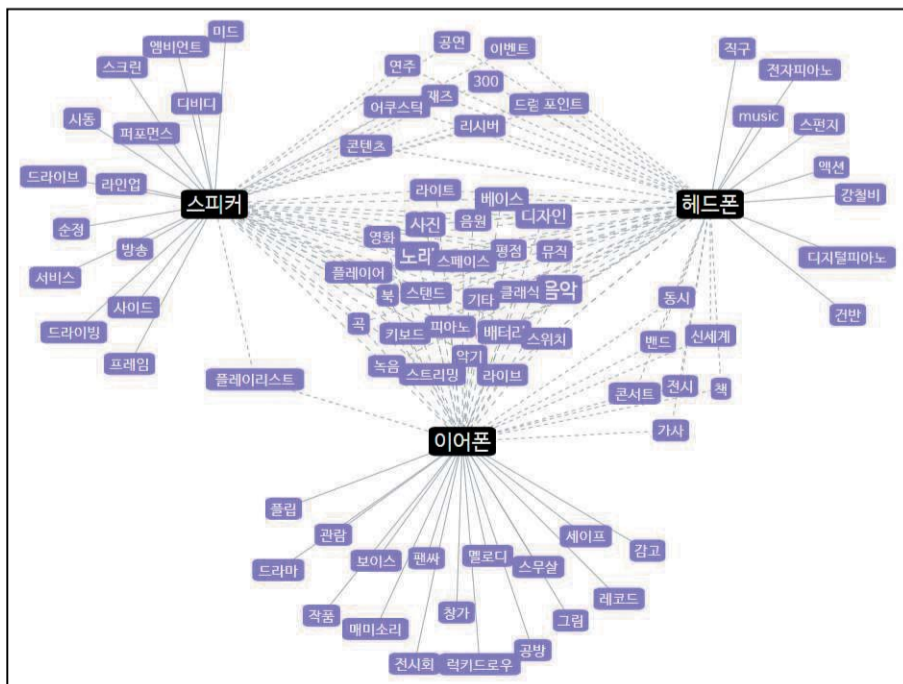 미드
공연
엠비언트
이벤트
직구
스크린
연주
300
전자피아노
재즈
디비디
어쿠스틱
드럼
포인트
시동
퍼포먼스
리시버
music
스펀지
콘텐츠
액션
드라이브
라인업
라이트
베이스
강철비
스피커
헤드폰
순정
사진
음원
디자인
영화
방송
노래
스페이스
평점
뮤직
디지털피아노
서비스
플레이어
사이드
북
스탠드
기타
클래식
음악
동시
건반
드라이빙
곡
키보드
피아노
배터리
스위치
밴드
신세계
프레임
녹음
악기
플레이리스트
스트리밍
라이브
콘서트
전시
책
이어폰
가사
플립
관람
세이프
감고
드라마
보이스
팬싸
멜로디
스무살
레코드
작품
매미소리
창가
그림
전시회
럭키드로우
공방